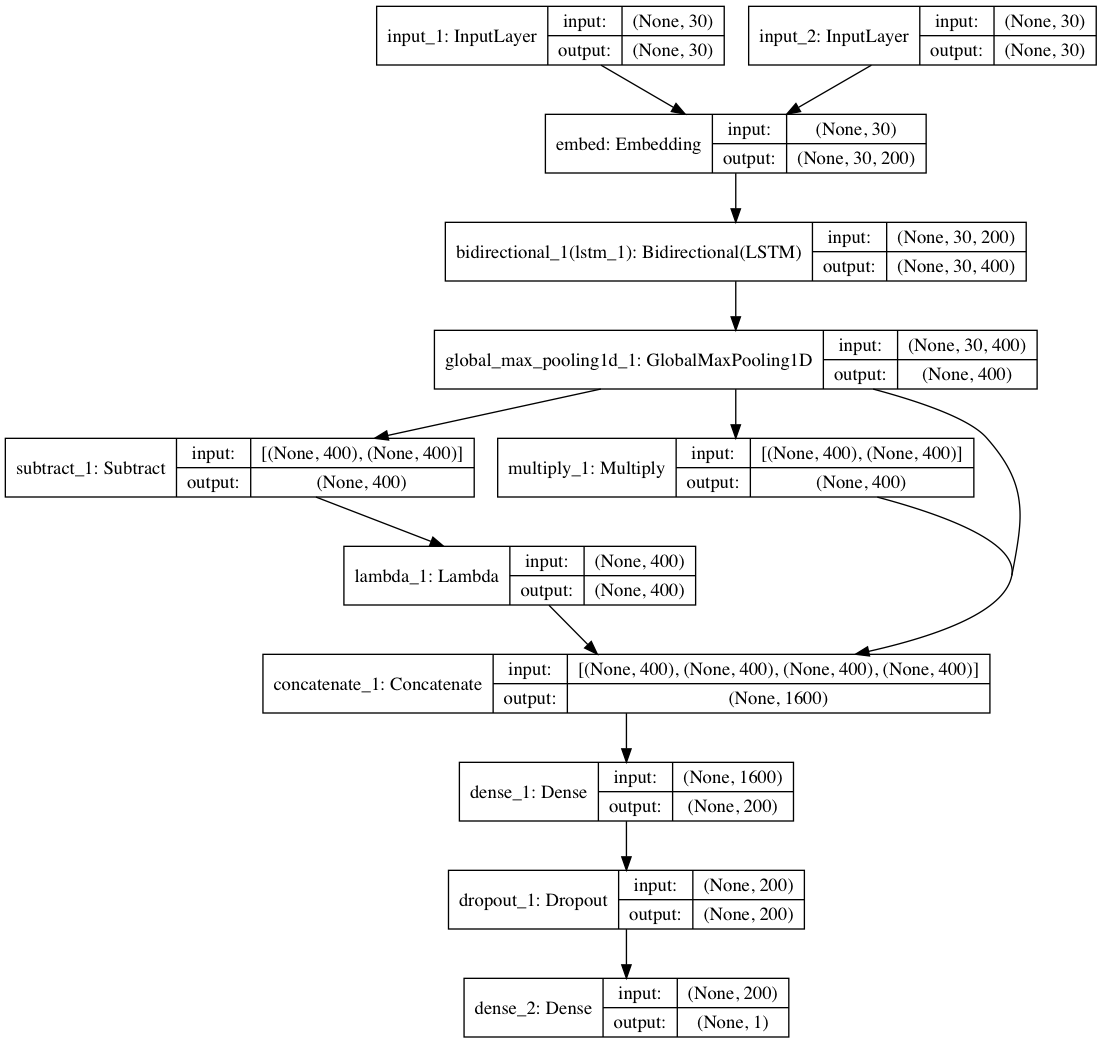 input_1: InputLayer
input: (None, 30)
output: (None, 30)
input_2: InputLayer
input: (None, 30)
output: (None, 30)
embed: Embedding
input: (None, 30)
output: (None, 30, 200)
bidirectional_1(lstm_1): Bidirectional(LSTM)
input: (None, 30, 200)
output: (None, 30, 400)
global_max_pooling1d_1: GlobalMaxPooling1D
input: (None, 30, 400)
output: (None, 400)
subtract_1: Subtract
input: [(None, 400), (None, 400)]
output: (None, 400)
multiply_1: Multiply
input: [(None, 400), (None, 400)]
output: (None, 400)
lambda_1: Lambda
input: (None, 400)
output: (None, 400)
concatenate_1: Concatenate
input: [(None, 400), (None, 400), (None, 400), (None, 400)]
output: (None, 1600)
dense_1: Dense
input: (None, 1600)
output: (None, 200)
dropout_1: Dropout
input: (None, 200)
output: (None, 200)
dense_2: Dense
input: (None, 200)
output: (None, 1)